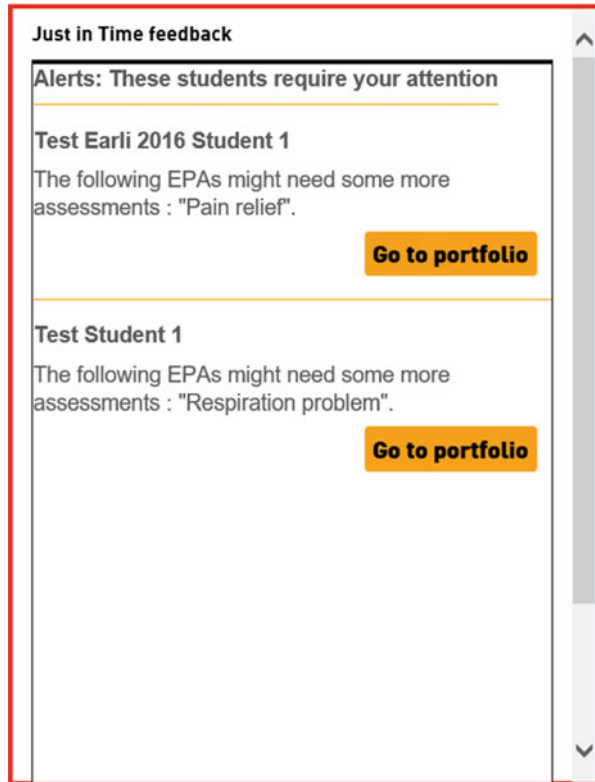 Just in Time feedback
Alerts: These students require your attention
Test Earli 2016 Student 1
The following EPAs might need some more
assessments : "Pain relief".
Go to portfolio
Test Student 1
The following EPAs might need some more
assessments : "Respiration problem".
Go to portfolio